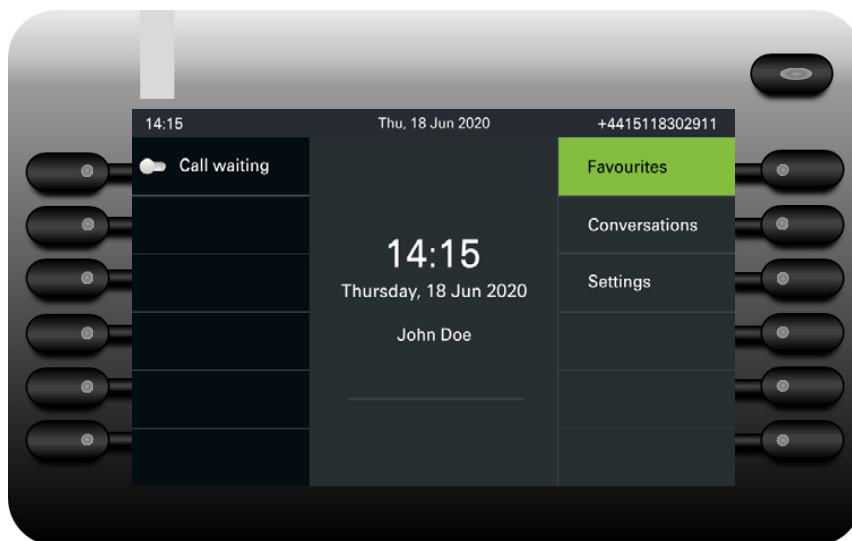 14:15
Thu, 18 Jun 2020
+4415118302911
Call waiting
14:15
Thursday, 18 Jun 2020
John Doe
Favourites
Conversations
Settings